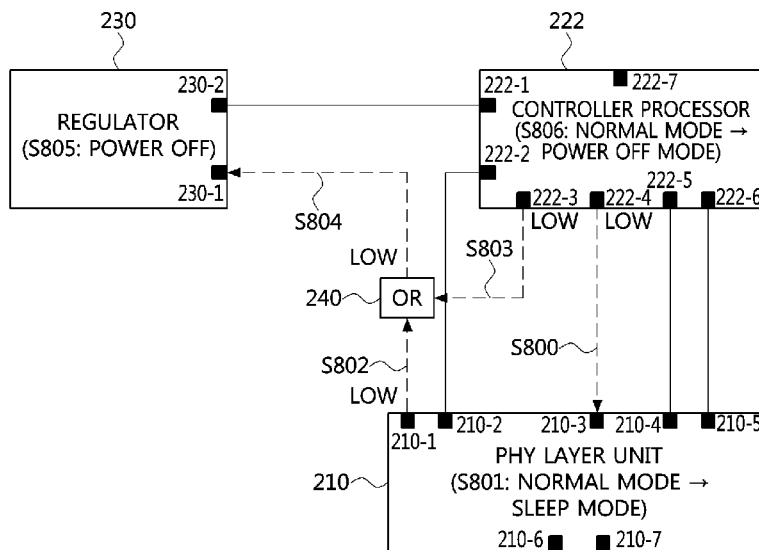 230
222
230-2
REGULATOR
(S805: POWER OFF)
230-1
222-1
222-7
CONTROLLER PROCESSOR
(S806: NORMAL MODE →
POWER OFF MODE)
222-2
222-3
222-4
222-5
222-6
LOW
LOW
S804
S803
LOW
240
OR
S802
S800
LOW
210-1
210-2
210-3
210-4
210-5
210
PHY LAYER UNIT
(S801: NORMAL MODE →
SLEEP MODE)
210-6
210-7